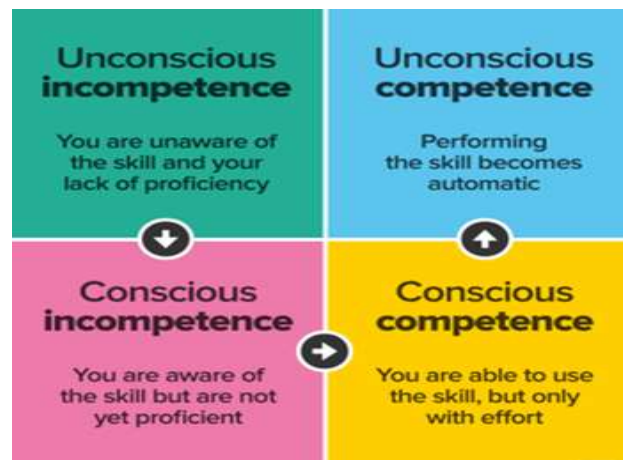 Unconscious
incompetence
You are unaware of
the skill and your
lack of proficiency
Unconscious
competence
Performing
the skill becomes
automatic
Conscious
incompetence
You are aware of
the skill but are not
yet proficient
Conscious
competence
You are able to use
the skill, but only
with effort